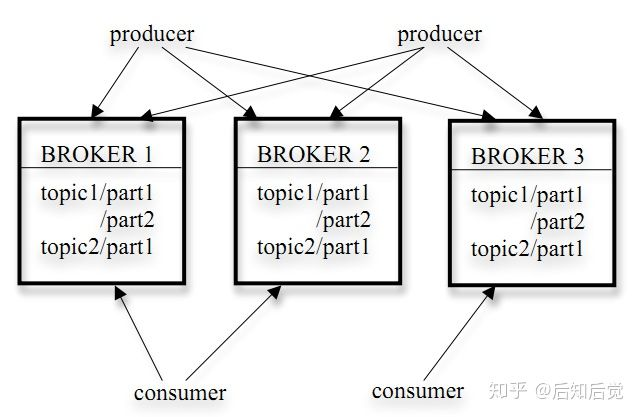 producer producer
BROKER 1
topic1/part1
/part2
topic2/part1
BROKER 2
topic1/part1
/part2
topic2/part1
BROKER 3
topic1/part1
/part2
topic2/part1
consumer consumer
知乎 @后知后觉